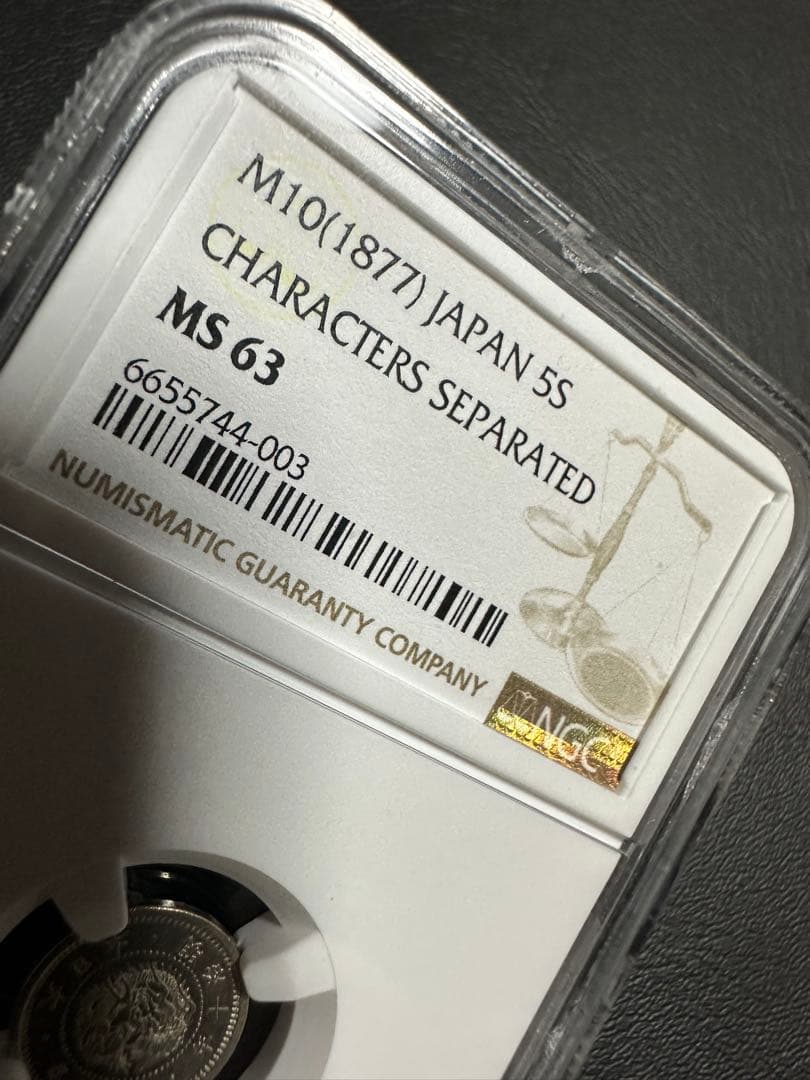 M10(1877) JAPAN 5S
CHARACTERS SEPARATED
MS 63
6655744-003
NUMISMATIC GUARANTY COMPANY
NGC